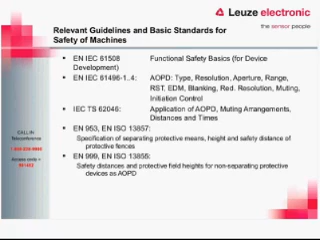 Leuze electronic
the sensor people
Relevant Guidelines and Basic Standards for
Safety of Machines
• EN IEC 61508 Functional Safety Basics (for Device
Development)
• EN IEC 61496-1..4: AOPD: Type, Resolution, Aperture, Range,
RST, EDM, Blanking, Red. Resolution, Muting,
Initiation Control
• IEC TS 62046: Application of AOPD, Muting Arrangements,
Distances and Times
• EN 953, EN ISO 13857:
Specification of separating protective means, height and safety distance of
protective fences
• EN 999, EN ISO 13855:
Safety distances and protective field heights for non-separating protective
devices as AOPD
CALL IN
Teleconference
Access code =